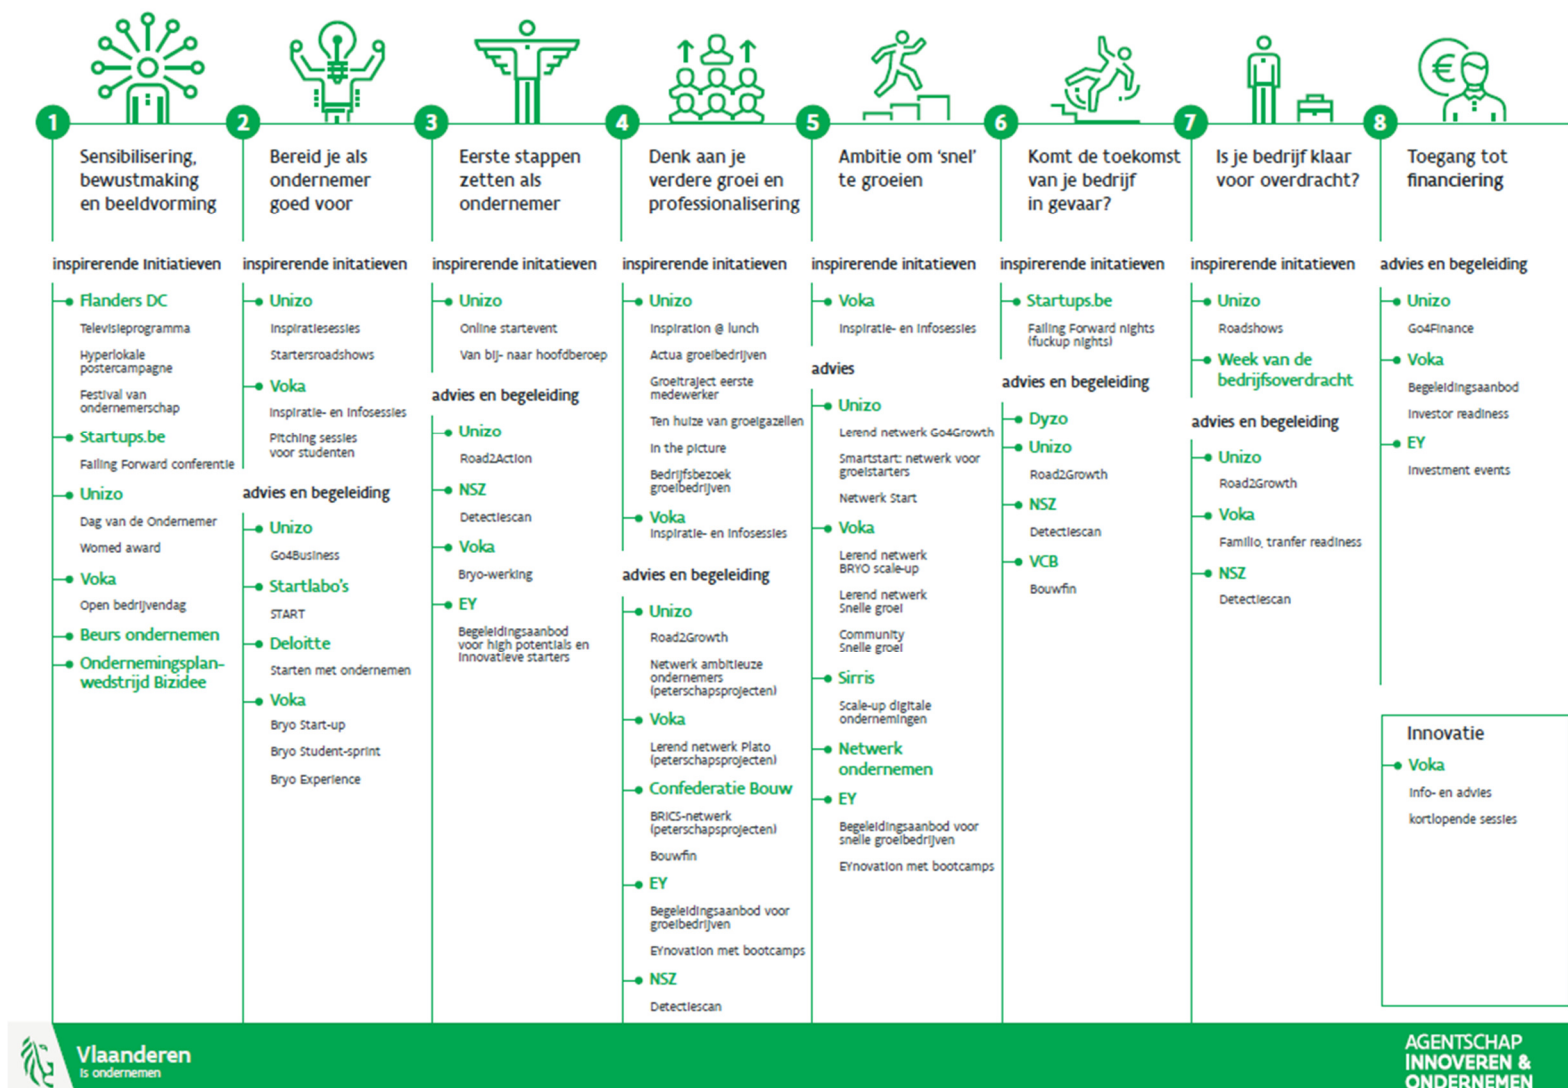 1
Sensibilisering,
bewustmaking
en beeldvorming
inspirerende Initiatieven
Flanders DC
Televisieprogramma
Hyperlokale
postercampagne
Festival van
ondernemerschap
Startups.be
Failing Forward conferentie
Unizo
Dag van de Ondernemer
Womed award
Voka
Open bedrijvendag
Beurs ondernemen
Ondernemingsplan-
wedstrijd Bizidee
2
Bereid je als
ondernemer
goed voor
inspirerende initatieven
Unizo
Inspiratiesessies
Startersroadshows
Voka
Inspiratie- en Infosessies
Pitching sessies
voor studenten
advies en begeleiding
Unizo
Go4Business
Startlabo's
START
Deloitte
Starten met ondernemen
Voka
Bryo Start-up
Bryo Student-sprint
Bryo Experience
3
Eerste stappen
zetten als
ondernemer
inspirerende initatieven
Unizo
Online startevent
Van bij- naar hoofdberoep
advies en begeleiding
Unizo
Road2Action
NSZ
Detectiescan
Voka
Bryo-werking
EY
Begeleidingsaanbod
voor high potentials en
Innovatieve starters
4
Denk aan je
verdere groei en
professionalisering
inspirerende initatieven
Unizo
Inspiration @ lunch
Actua groeibedrijven
Groeitraject eerste
medewerker
Ten huize van groeigazellen
In the picture
Bedrijfsbezoek
groeibedrijven
Voka
Inspiratie- en Infosessies
advies en begeleiding
Unizo
Road2Growth
Netwerk ambitieuze
ondernemers
(peterschapsprojecten)
Voka
Lerend netwerk Plato
(peterschapsprojecten)
Confederatie Bouw
BRICS-netwerk
(peterschapsprojecten)
Bouwfin
EY
Begeleidingsaanbod voor
groeibedrijven
EYnovation met bootcamps
NSZ
Detectiescan
5
Ambitie om ‘snel’
te groeien
inspirerende initatieven
Voka
Inspiratie- en Infosessies
advies
Unizo
Lerend netwerk Go4Growth
Smartstart: netwerk voor
groeistarters
Netwerk Start
Voka
Lerend netwerk
BRYO scale-up
Lerend netwerk
Snelle groei
Community
Snelle groei
Sirris
Scale-up digitale
ondernemingen
Netwerk
ondernemen
EY
Begeleidingsaanbod voor
snelle groeibedrijven
EYnovation met bootcamps
6
Komt de toekomst
van je bedrijf
in gevaar?
inspirerende initatieven
Startups.be
Failing Forward nights
(fuckup nights)
advies en begeleiding
Dyzo
Unizo
Road2Growth
NSZ
Detectiescan
VCB
Bouwfin
7
Is je bedrijf klaar
voor overdracht?
inspirerende initatieven
Unizo
Roadshows
Week van de
bedrijfsoverdracht
advies en begeleiding
Unizo
Road2Growth
Voka
Familio, tranfer readiness
NSZ
Detectiescan
8
€
Toegang tot
financiering
advies en begeleiding
Unizo
Go4Finance
Voka
Begeleidingsaanbod
Investor readiness
EY
Investment events
Innovatie
Voka
Info- en advies
kortlopende sessies
Vlaanderen
Is ondernemen
AGENTSCHAP
INNOVEREN &
ONDERNEMEN